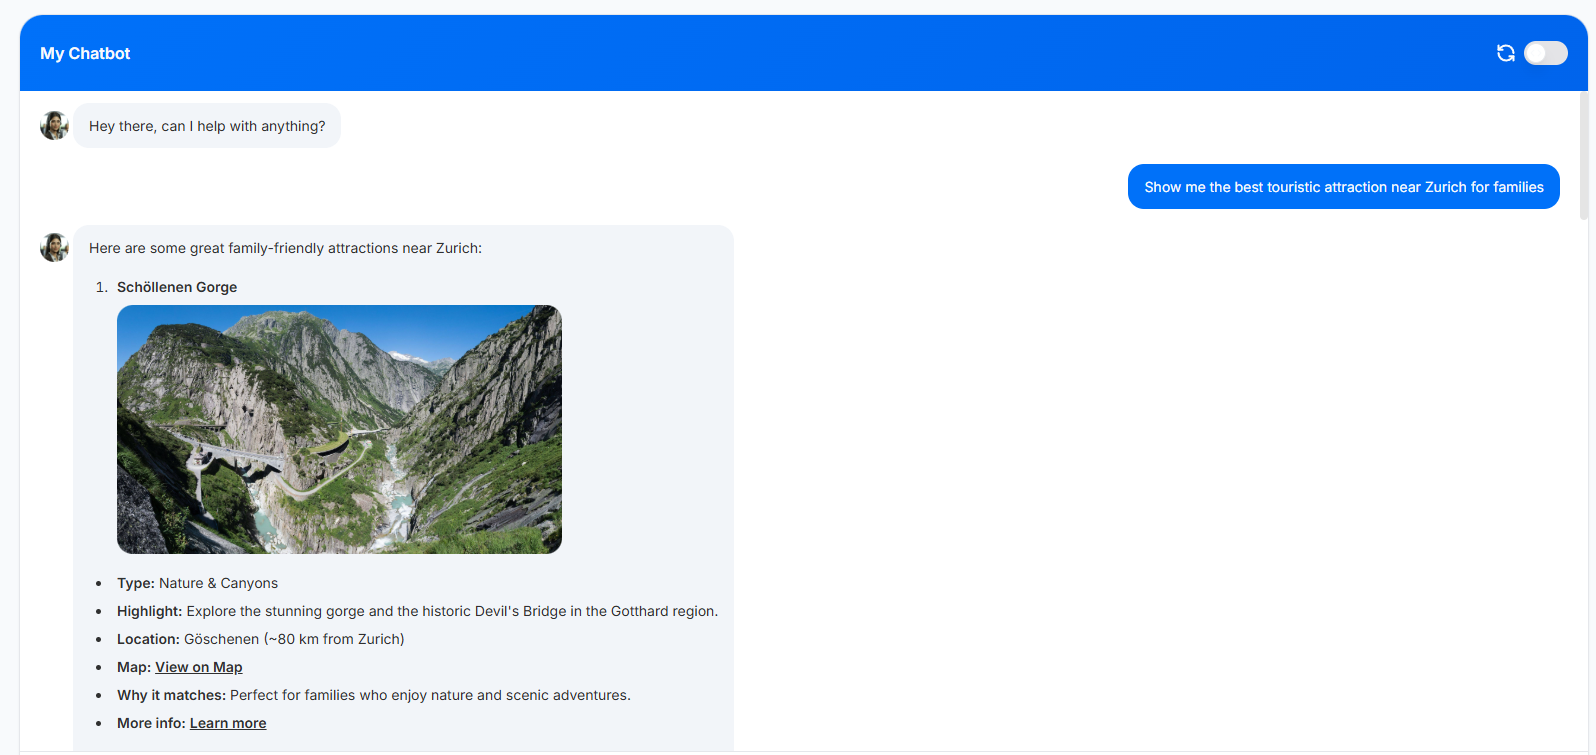 My Chatbot
Hey there, can I help with anything?
Show me the best touristic attraction near Zurich for families
Here are some great family-friendly attractions near Zurich:
1. Schöllenen Gorge
• Type: Nature & Canyons
• Highlight: Explore the stunning gorge and the historic Devil's Bridge in the Gotthard region.
• Location: Göschenen (~80 km from Zurich)
• Map: View on Map
• Why it matches: Perfect for families who enjoy nature and scenic adventures.
• More info: Learn more